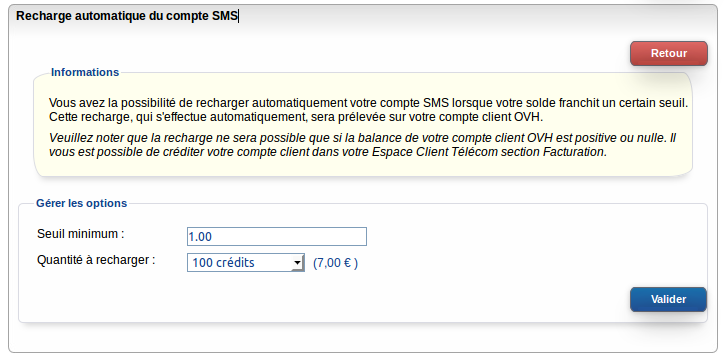 Recharge automatique du compte SMS
Retour
Informations
Vous avez la possibilité de recharger automatiquement votre compte SMS lorsque votre solde franchit un certain seuil.
Cette recharge, qui s'effectue automatiquement, sera prélevée sur votre compte client OVH.
Veuillez noter que la recharge ne sera possible que si la balance de votre compte client OVH est positive ou nulle. Il
vous est possible de créditer votre compte client dans votre Espace Client Télécom section Facturation.
Gérer les options
Seuil minimum :
1.00
Quantité à recharger :
100 crédits
(7,00 € )
Valider